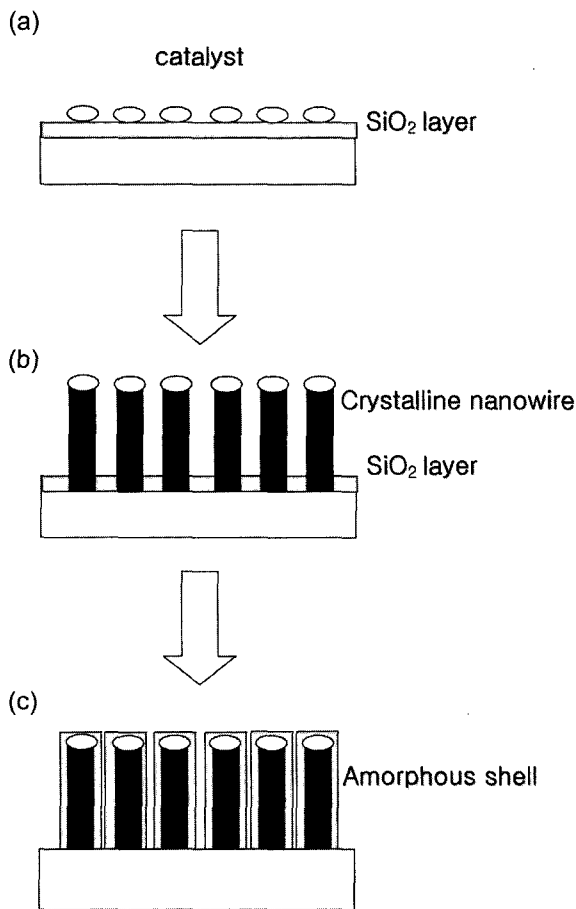 (a)
catalyst
SiO₂ layer
(b)
Crystalline nanowire
SiO₂ layer
(c)
Amorphous shell